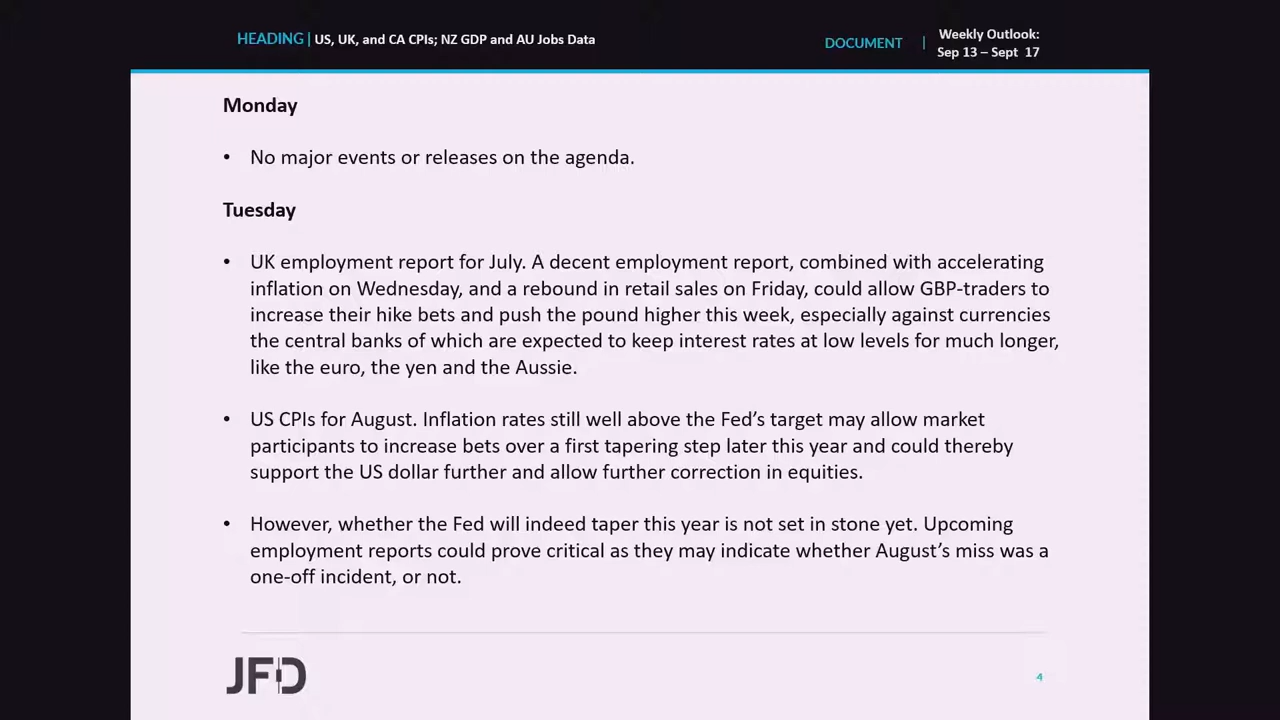 HEADING | US, UK, and CA CPIs; NZ GDP and AU Jobs Data
DOCUMENT | Weekly Outlook:
Sep 13 – Sept 17
Monday
• No major events or releases on the agenda.
Tuesday
• UK employment report for July. A decent employment report, combined with accelerating
inflation on Wednesday, and a rebound in retail sales on Friday, could allow GBP-traders to
increase their hike bets and push the pound higher this week, especially against currencies
the central banks of which are expected to keep interest rates at low levels for much longer,
like the euro, the yen and the Aussie.
• US CPIs for August. Inflation rates still well above the Fed’s target may allow market
participants to increase bets over a first tapering step later this year and could thereby
support the US dollar further and allow further correction in equities.
• However, whether the Fed will indeed taper this year is not set in stone yet. Upcoming
employment reports could prove critical as they may indicate whether August’s miss was a
one-off incident, or not.
JFD
4